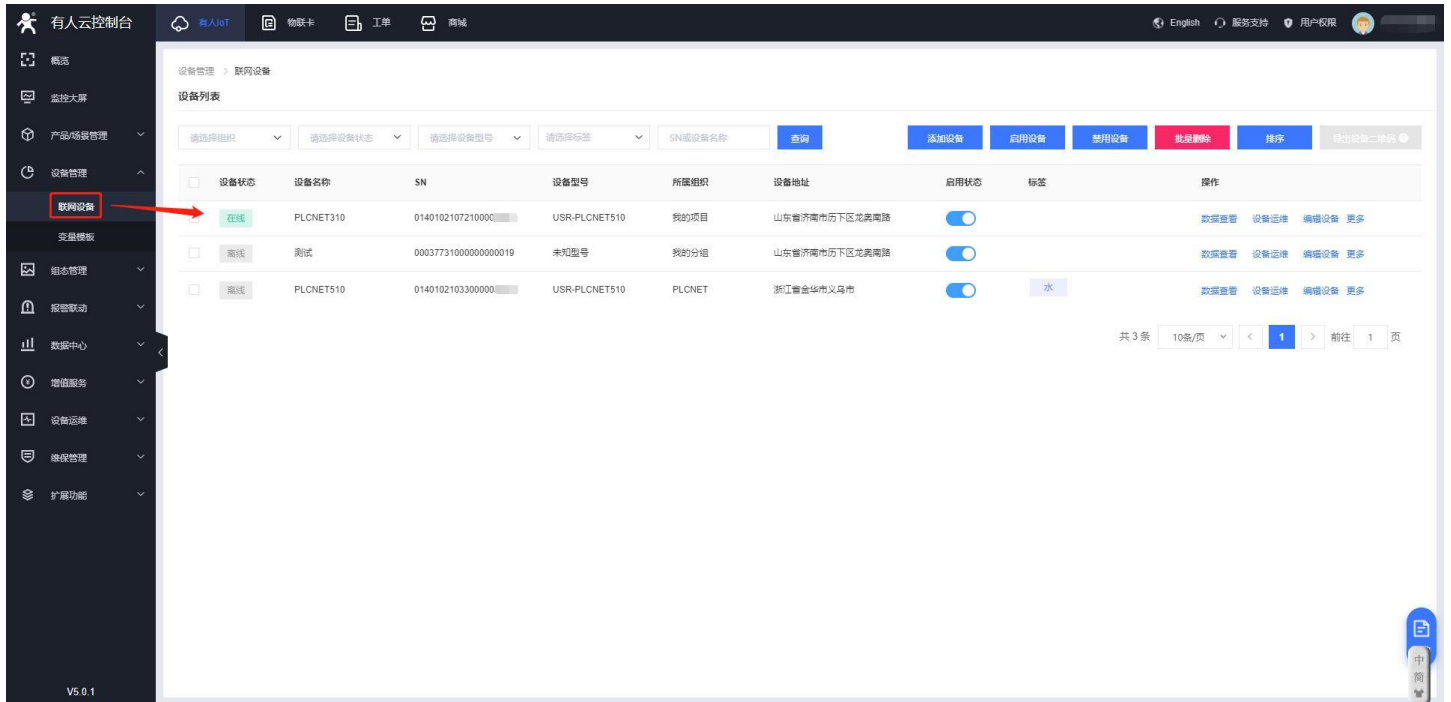 有人云控制台
有人IoT 物联卡 工单 商城
English 服务支持 用户权限
概览
监控大屏
产品/场景管理
设备管理
联网设备
变量模板
组态管理
报警联动
数据中心
增值服务
设备运维
维保管理
扩展功能
V5.0.1
设备管理 > 联网设备
设备列表
请选择组织 请选择设备状态 请选择设备型号 请选择标签 SN或设备名称 查询 添加设备 启用设备 禁用设备 批量删除 排序 导出设备二维码
设备状态 设备名称 SN 设备型号 所属组织 设备地址 启用状态 标签 操作
在线 PLCNET310 0140102107210000 USR-PLCNET510 我的项目 山东省济南市历下区龙奥南路 数据查看 设备运维 编辑设备 更多
离线 测试 00037731000000000019 未知型号 我的分组 山东省济南市历下区龙奥南路 数据查看 设备运维 编辑设备 更多
离线 PLCNET510 0140102103300000 USR-PLCNET510 PLCNET 浙江省金华市义乌市 水 数据查看 设备运维 编辑设备 更多
共 3 条 10条/页 < 1 > 前往 1 页
中
简